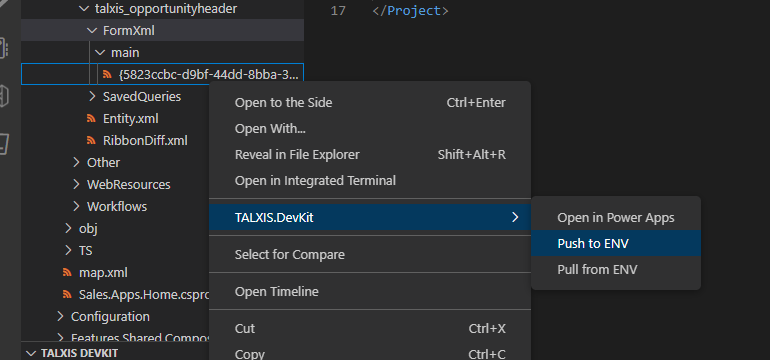 talxis_opportunityheader
17 </Project>
FormXml
main
{5823ccbc-d9bf-44dd-8bba-3...
SavedQueries
Entity.xml
RibbonDiff.xml
Other
WebResources
Workflows
obj
TS
map.xml
Sales.Apps.Home.cspro
Configuration
Features.Shared.Compo
TALXIS DEVKIT
Open to the Side Ctrl+Enter
Open With...
Reveal in File Explorer Shift+Alt+R
Open in Integrated Terminal
TALXIS.DevKit
Select for Compare
Open Timeline
Cut Ctrl+X
Copy Ctrl+C
Open in Power Apps
Push to ENV
Pull from ENV